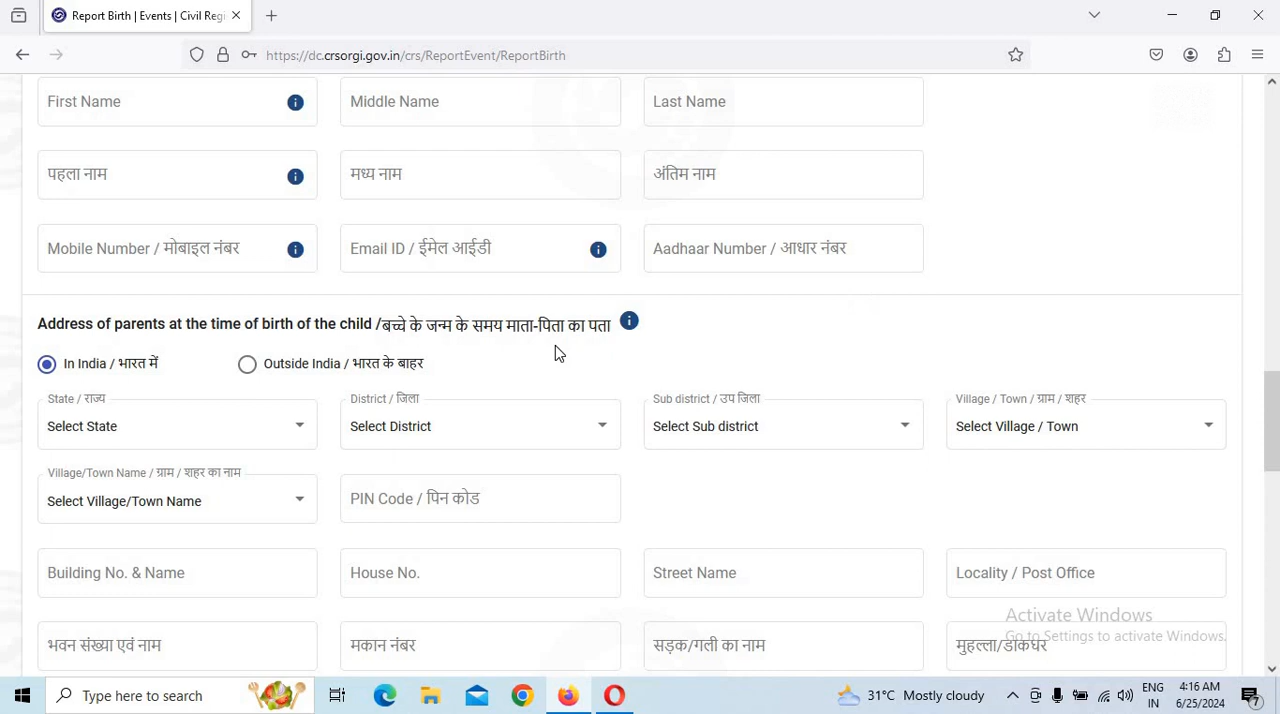 Report Birth | Events | Civil Regi
https://dc.crsorgi.gov.in/crs/ReportEvent/ReportBirth
First Name Middle Name Last Name
पहला नाम मध्य नाम अंतिम नाम
Mobile Number / मोबाइल नंबर Email ID / ईमेल आईडी Aadhaar Number / आधार नंबर
Address of parents at the time of birth of the child /बच्चे के जन्म के समय माता-पिता का पता
In India / भारत में Outside India / भारत के बाहर
State / राज्य District / जिला Sub district / उप जिला Village / Town / ग्राम / शहर
Select State Select District Select Sub district Select Village / Town
Village/Town Name / ग्राम / शहर का नाम
Select Village/Town Name PIN Code / पिन कोड
Building No. & Name House No. Street Name Locality / Post Office
Activate Windows
Go to Settings to activate Windows.
भवन संख्या एवं नाम मकान नंबर सड़क/गली का नाम मुहल्ला/डाकघर
Type here to search 31°C Mostly cloudy ENG 4:16 AM
IN 6/25/2024 7